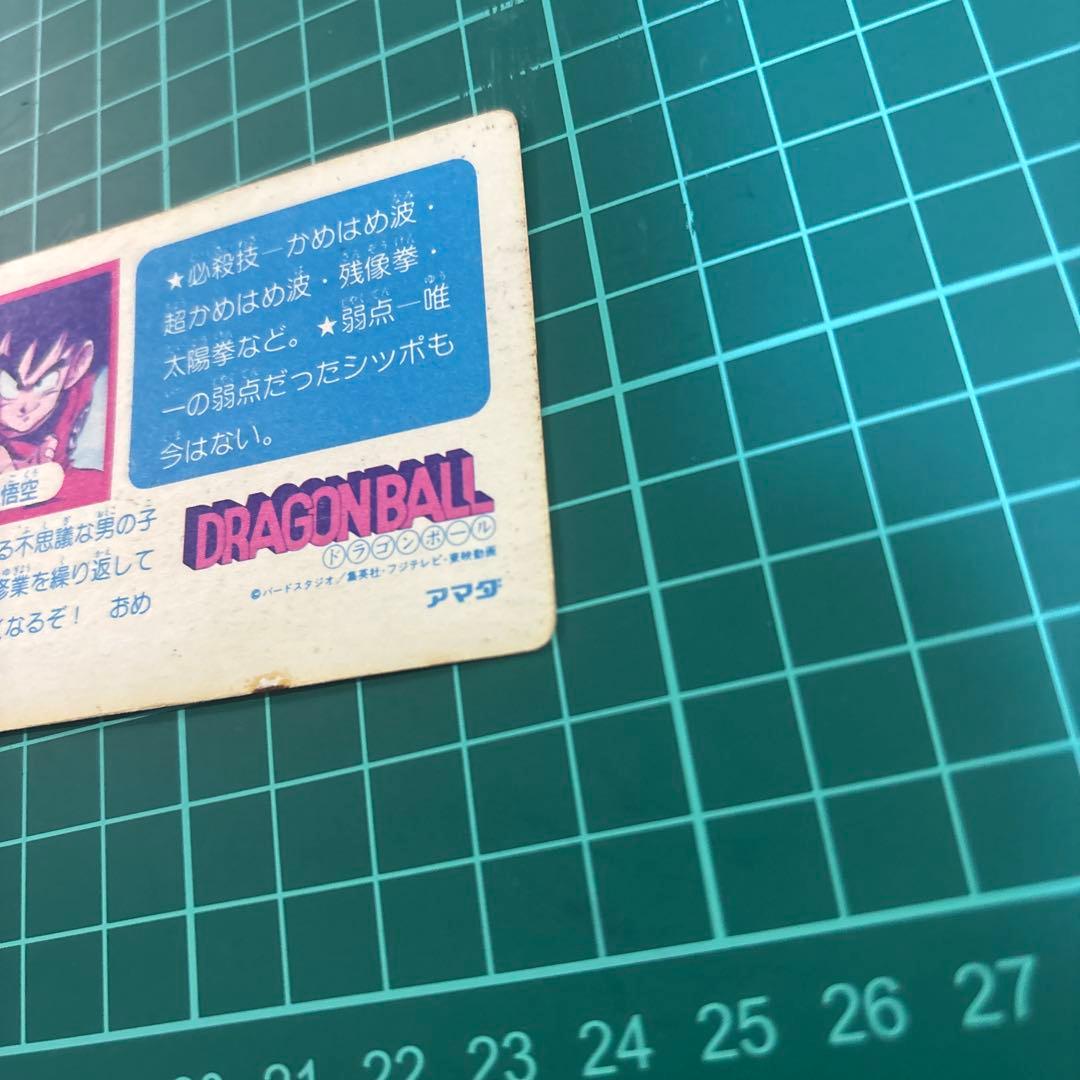 ★必殺技―かめはめ波・
超かめはめ波・残像拳・
太陽拳など。★弱点―唯
一の弱点だったシッポも
今はない。
悟空
る不思議な男の子
修業を繰り返して
なるぞ！ おめ
DRAGON BALL
ドラゴンボール
©バードスタジオ／集英社・フジテレビ・東映動画
アマダ
21 22 23 24 25 26 27